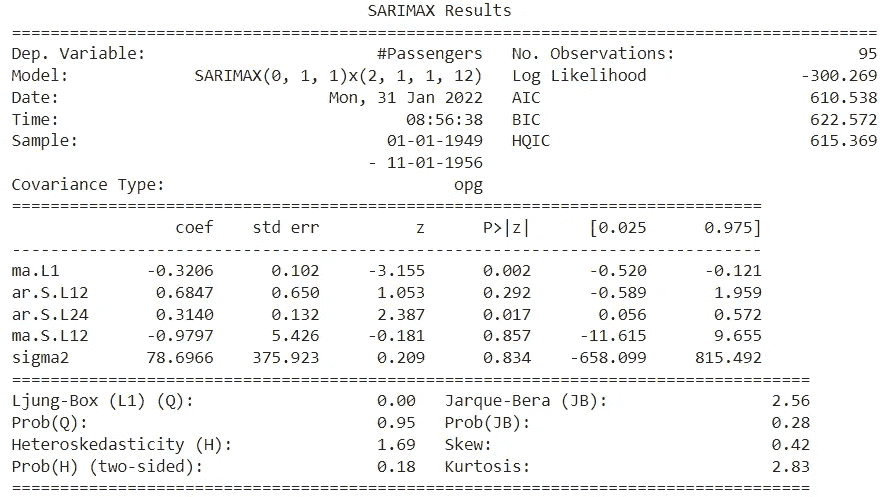 SARIMAX Results
==============================================================================================
Dep. Variable: #Passengers No. Observations: 95
Model: SARIMAX(0, 1, 1)x(2, 1, 1, 12) Log Likelihood -300.269
Date: Mon, 31 Jan 2022 AIC 610.538
Time: 08:56:38 BIC 622.572
Sample: 01-01-1949 HQIC 615.369
- 11-01-1956
Covariance Type: opg
==============================================================================
coef std err z P>|z| [0.025 0.975]
------------------------------------------------------------------------------
ma.L1 -0.3206 0.102 -3.155 0.002 -0.520 -0.121
ar.S.L12 0.6847 0.650 1.053 0.292 -0.589 1.959
ar.S.L24 0.3140 0.132 2.387 0.017 0.056 0.572
ma.S.L12 -0.9797 5.426 -0.181 0.857 -11.615 9.655
sigma2 78.6966 375.923 0.209 0.834 -658.099 815.492
===================================================================================
Ljung-Box (L1) (Q): 0.00 Jarque-Bera (JB): 2.56
Prob(Q): 0.95 Prob(JB): 0.28
Heteroskedasticity (H): 1.69 Skew: 0.42
Prob(H) (two-sided): 0.18 Kurtosis: 2.83
===================================================================================